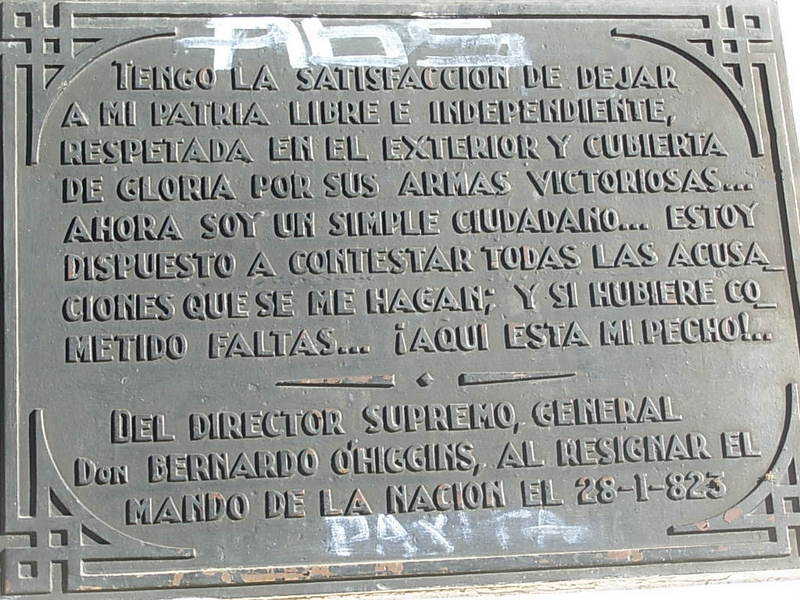 TENGO LA SATISFACCION DE DEJAR
A MI PATRIA LIBRE E INDEPENDIENTE,
RESPETADA EN EL EXTERIOR Y CUBIERTA
DE GLORIA POR SUS ARMAS VICTORIOSAS...
AHORA SOY UN SIMPLE CIUDADANO... ESTOY
DISPUESTO A CONTESTAR TODAS LAS ACUSA_
CIONES QUE SE ME HAGAN; Y SI HUBIERE CO_
METIDO FALTAS... ¡AQUI ESTA MI PECHO!...
DEL DIRECTOR SUPREMO, GENERAL
DON BERNARDO O'HIGGINS, AL RESIGNAR EL
MANDO DE LA NACIÓN EL 28-1-823